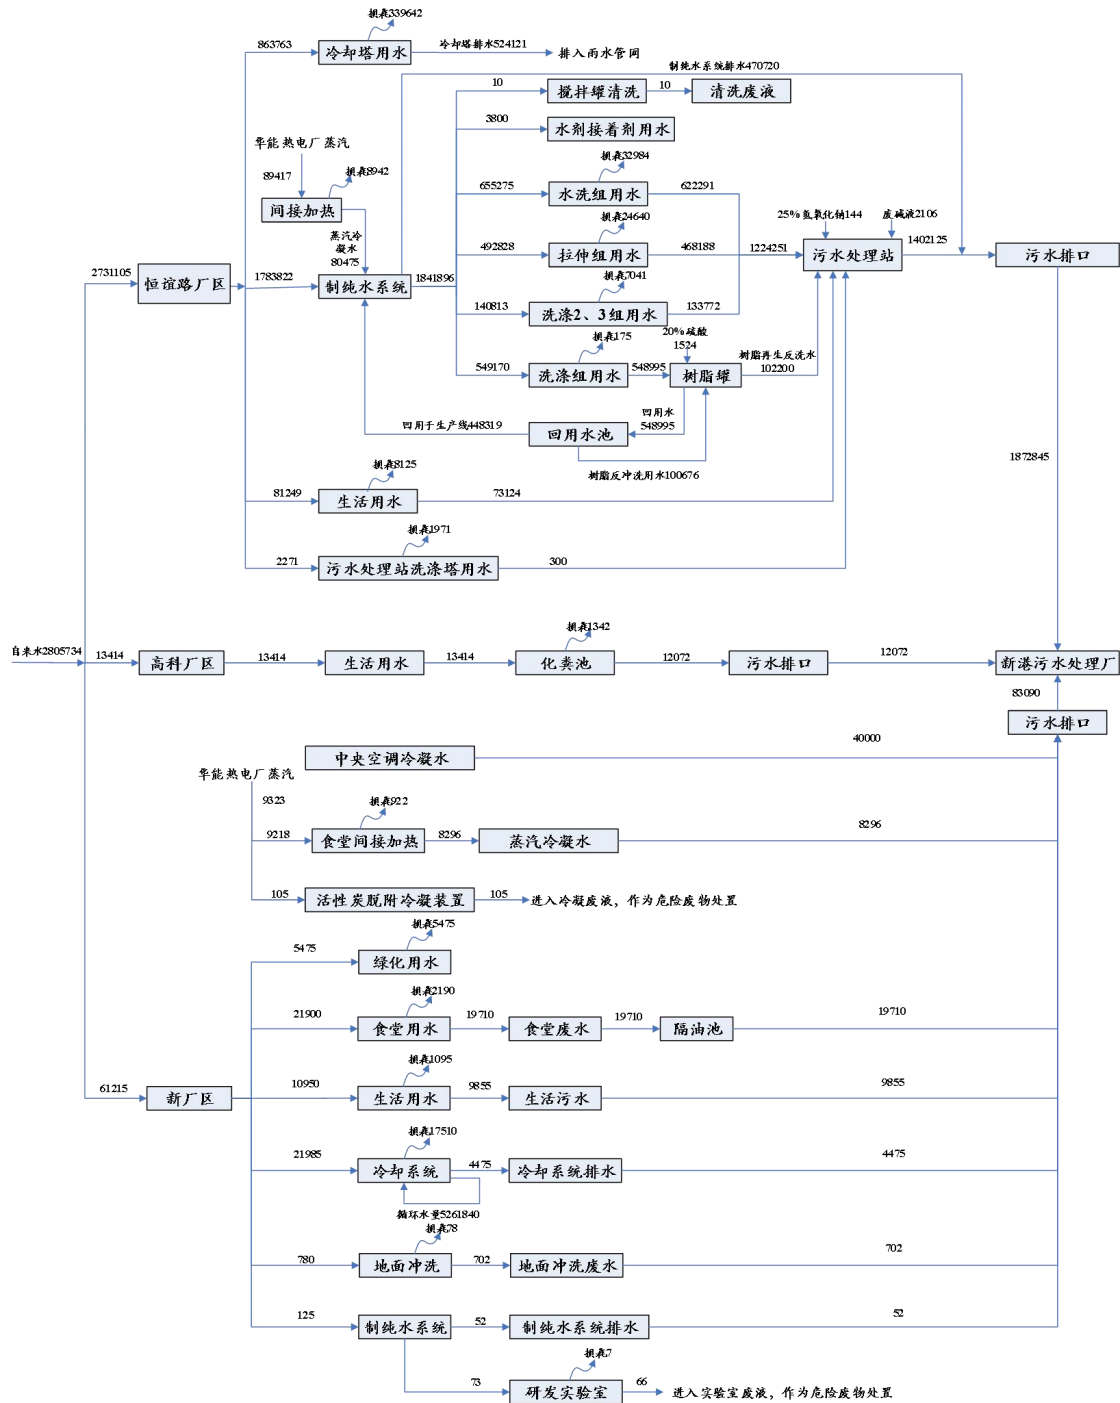 损耗339642
863763
冷却塔用水
冷却塔排水524121
排入雨水管网
制纯水系统排水470720
10
搅拌罐清洗
10
清洗废液
3800
水剂接着剂用水
华能热电厂蒸汽
89417
损耗8942
间接加热
蒸汽冷
凝水
80475
损耗32984
655275
水洗组用水
622291
25%氢氧化钠144
废碱液2106
损耗24640
492828
拉伸组用水
468188
1224251
污水处理站
1402125
污水排口
2731105
恒谊路厂区
1783822
制纯水系统
1841896
损耗7041
140813
洗涤2、3组用水
133772
损耗175
20%硫酸
1524
549170
洗涤组用水
548995
树脂罐
树脂再生反洗水
102200
回用于生产线448319
回用水池
回用水
548995
树脂反冲洗用水100676
1872845
损耗8125
81249
生活用水
73124
损耗1971
2271
污水处理站洗涤塔用水
300
自来水2805734
13414
高科厂区
13414
生活用水
13414
损耗1342
化粪池
12072
污水排口
12072
新港污水处理厂
83090
污水排口
中央空调冷凝水
40000
华能热电厂蒸汽
9323
损耗922
9218
食堂间接加热
8296
蒸汽冷凝水
8296
105
活性炭脱附冷凝装置
105
进入冷凝废液，作为危险废物处置
损耗5475
5475
绿化用水
损耗2190
21900
食堂用水
19710
食堂废水
19710
隔油池
19710
61215
新厂区
损耗1095
10950
生活用水
9855
生活污水
9855
损耗17510
21985
冷却系统
4475
冷却系统排水
4475
循环水量5261840
损耗78
780
地面冲洗
702
地面冲洗废水
702
125
制纯水系统
52
制纯水系统排水
52
损耗7
73
研发实验室
66
进入实验室废液，作为危险废物处置